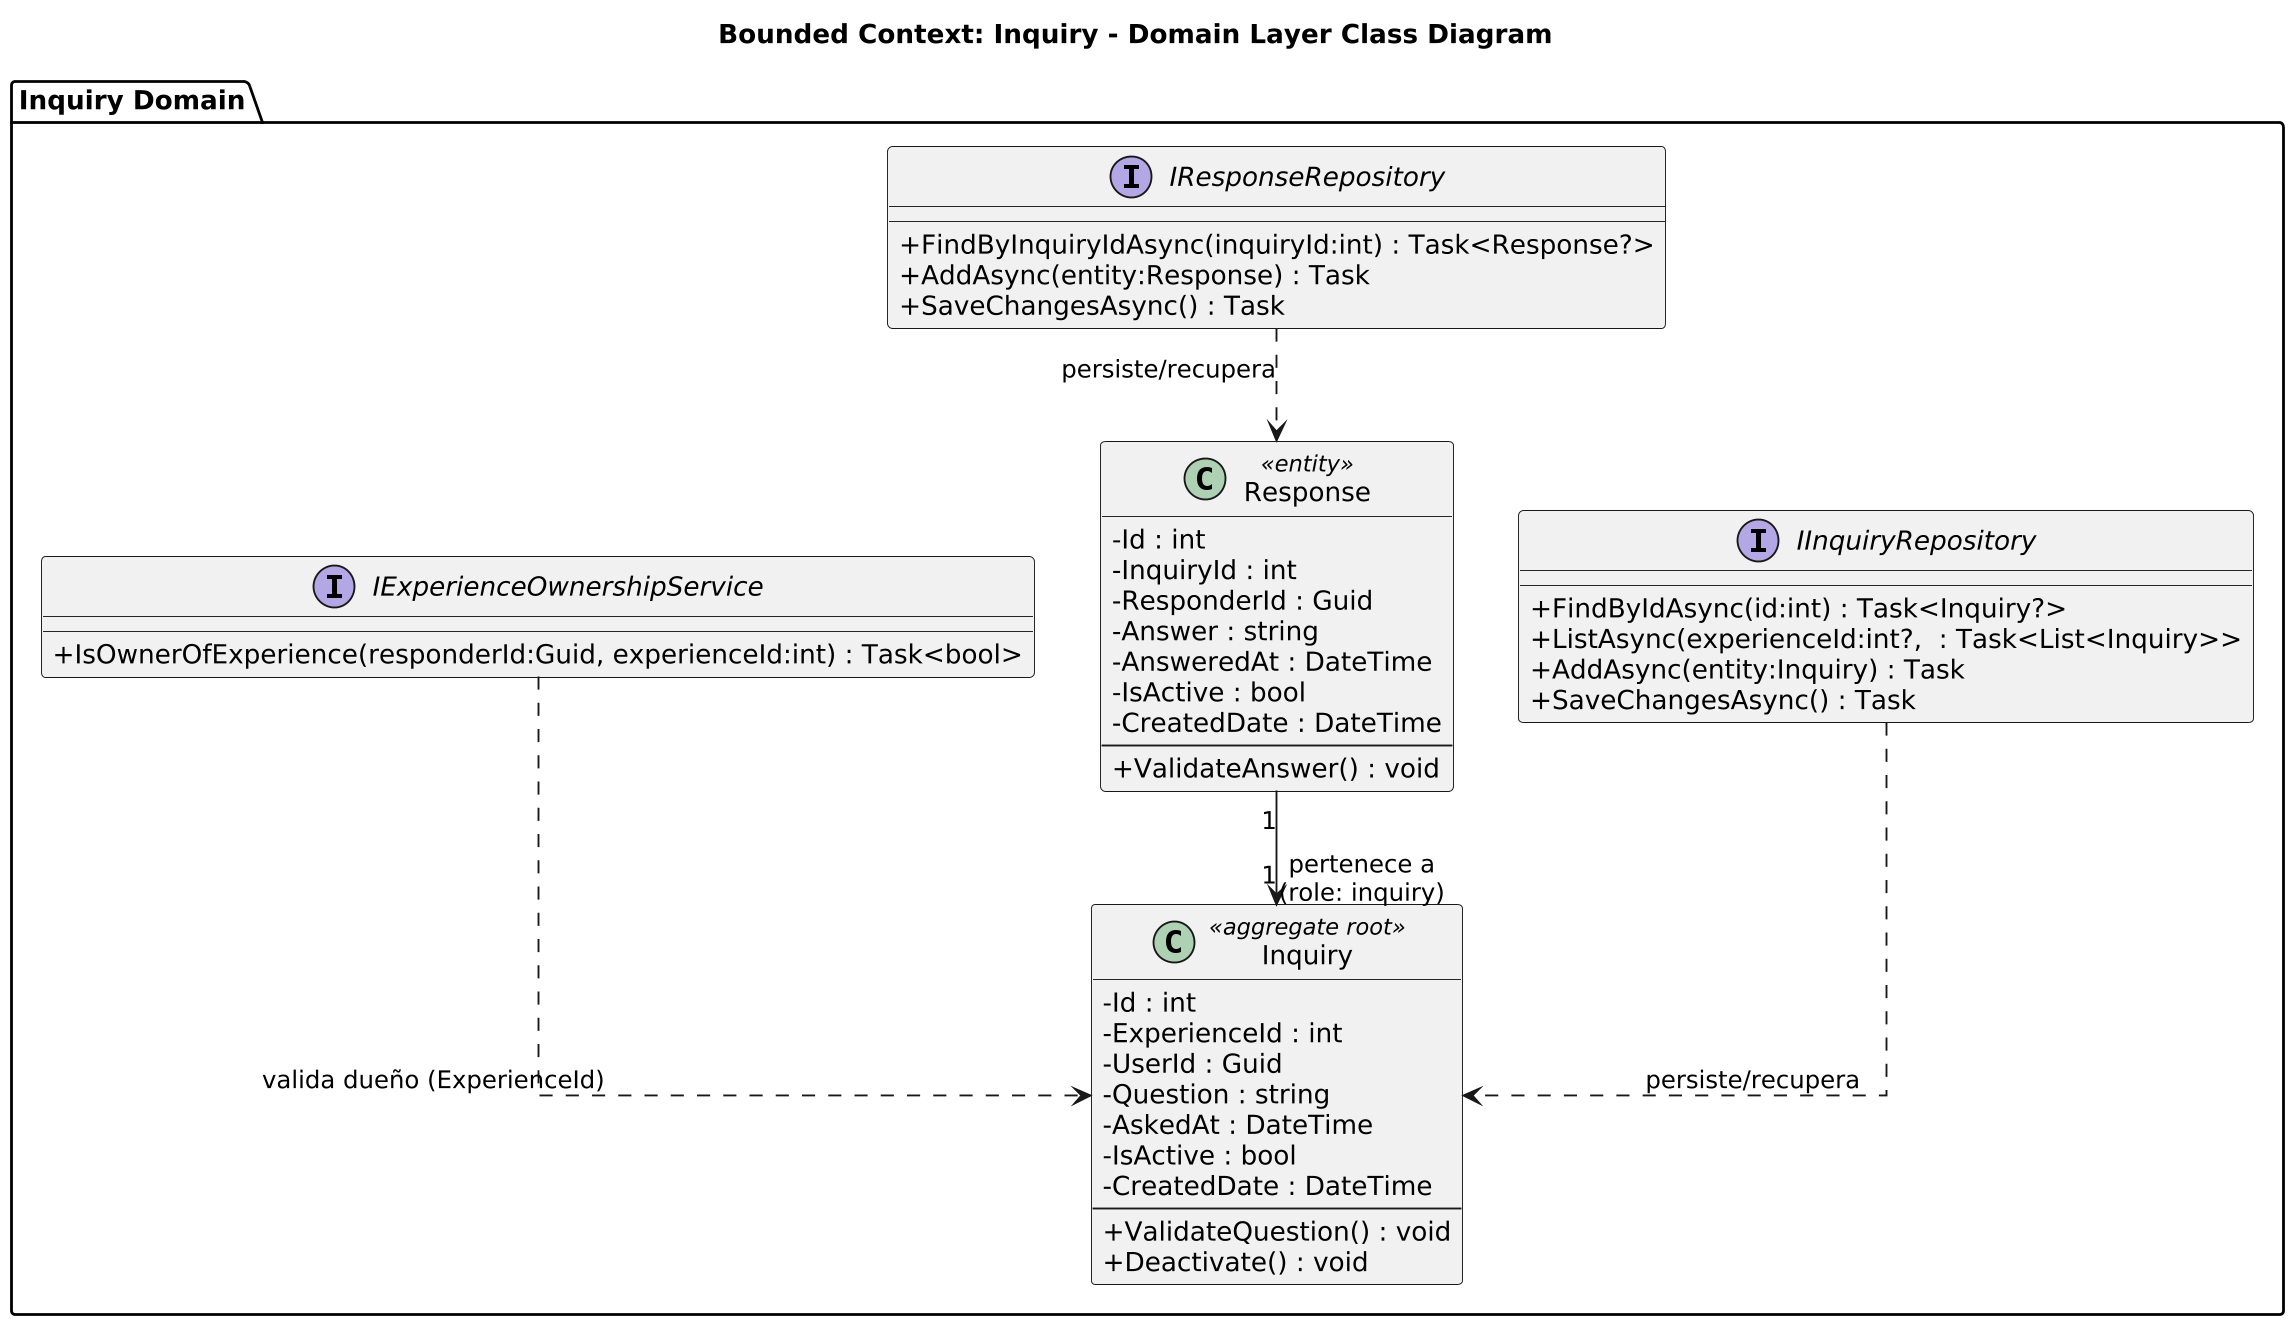 Bounded Context: Inquiry - Domain Layer Class Diagram
Inquiry Domain
I IResponseRepository
+FindByInquiryIdAsync(inquiryId:int) : Task<Response?>
+AddAsync(entity:Response) : Task
+SaveChangesAsync() : Task
persiste/recupera
C «entity»
Response
-Id : int
-InquiryId : int
-ResponderId : Guid
-Answer : string
-AnsweredAt : DateTime
-IsActive : bool
-CreatedDate : DateTime
+ValidateAnswer() : void
I IExperienceOwnershipService
+IsOwnerOfExperience(responderId:Guid, experienceId:int) : Task<bool>
I IInquiryRepository
+FindByIdAsync(id:int) : Task<Inquiry?>
+ListAsync(experienceId:int?,  : Task<List<Inquiry>>
+AddAsync(entity:Inquiry) : Task
+SaveChangesAsync() : Task
1
1
pertenece a
(role: inquiry)
valida dueño (ExperienceId)
persiste/recupera
C «aggregate root»
Inquiry
-Id : int
-ExperienceId : int
-UserId : Guid
-Question : string
-AskedAt : DateTime
-IsActive : bool
-CreatedDate : DateTime
+ValidateQuestion() : void
+Deactivate() : void